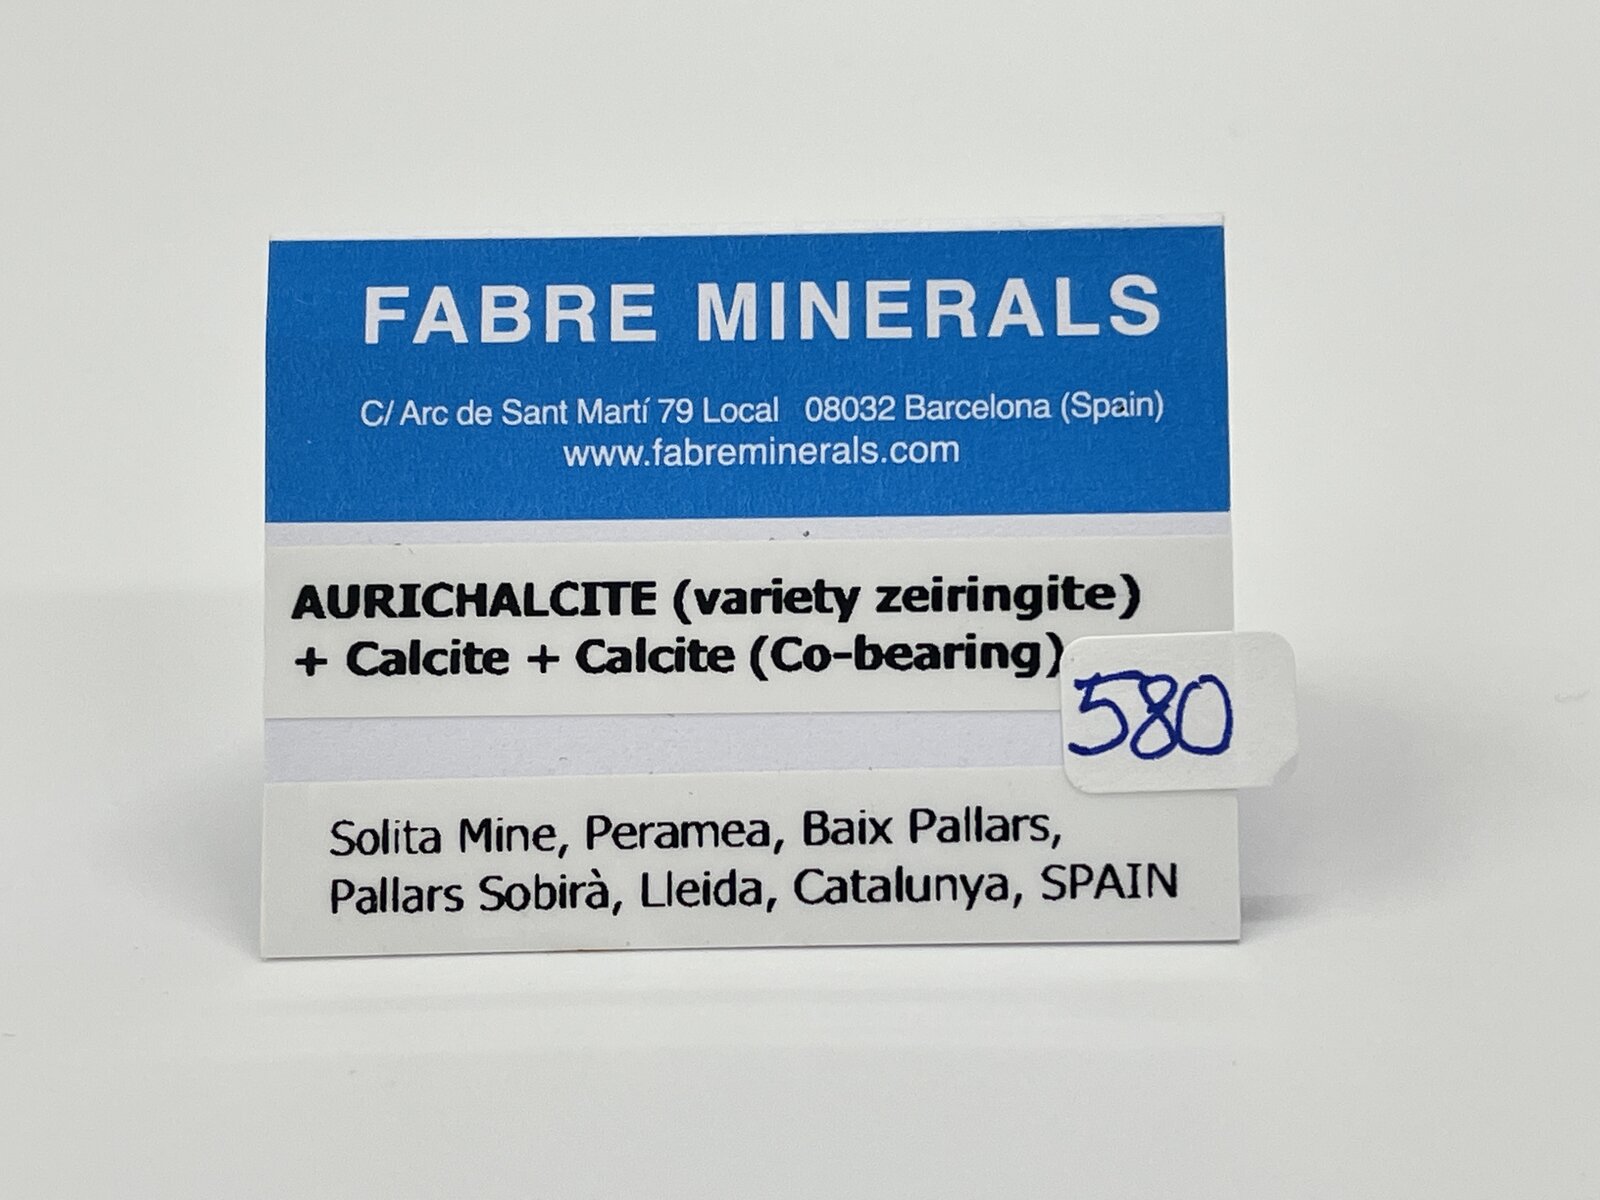 FABRE MINERALS
C/ Arc de Sant Martí 79 Local 08032 Barcelona (Spain)
www.fabreminerals.com
AURICHALCITE (variety zeiringite)
+ Calcite + Calcite (Co-bearing)
580
Solita Mine, Peramea, Baix Pallars,
Pallars Sobirà, Lleida, Catalunya, SPAIN